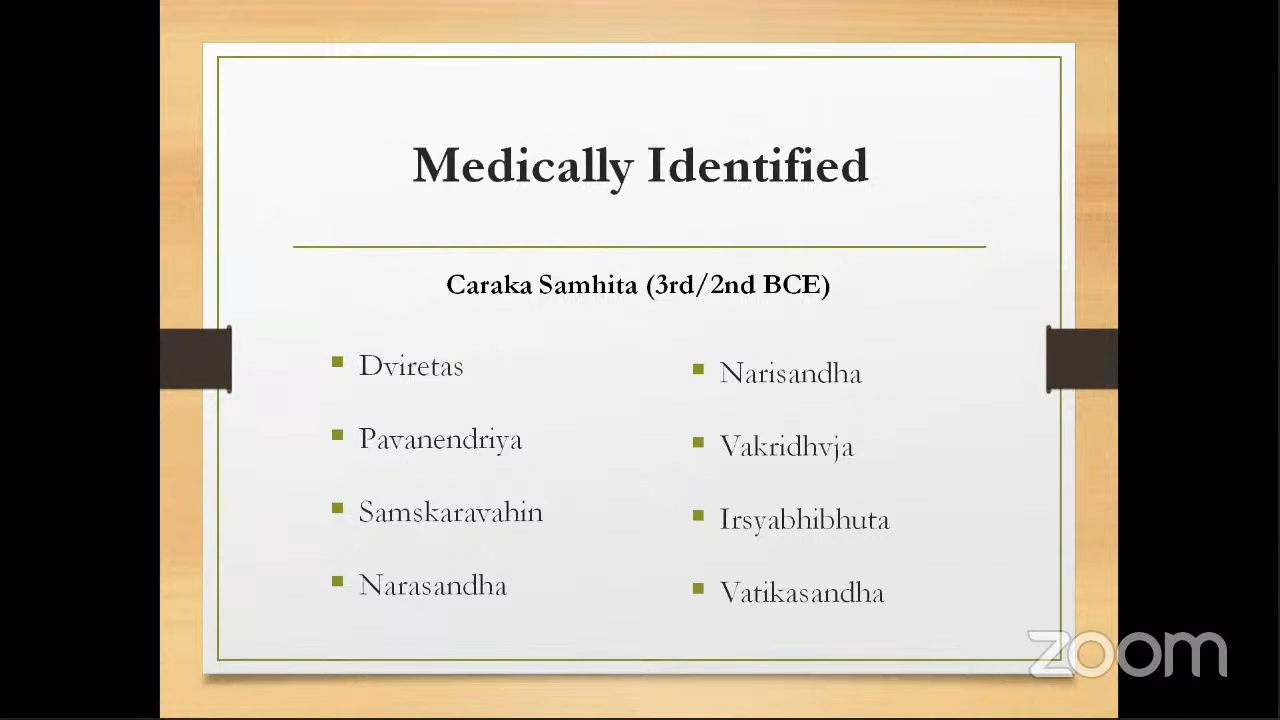 Medically Identified
Caraka Samhita (3rd/2nd BCE)
Dviretas
Pavanendriya
Samskaravahin
Narasandha
Narisandha
Vakridhvja
Irsyabhibhuta
Vatikasandha
zoom